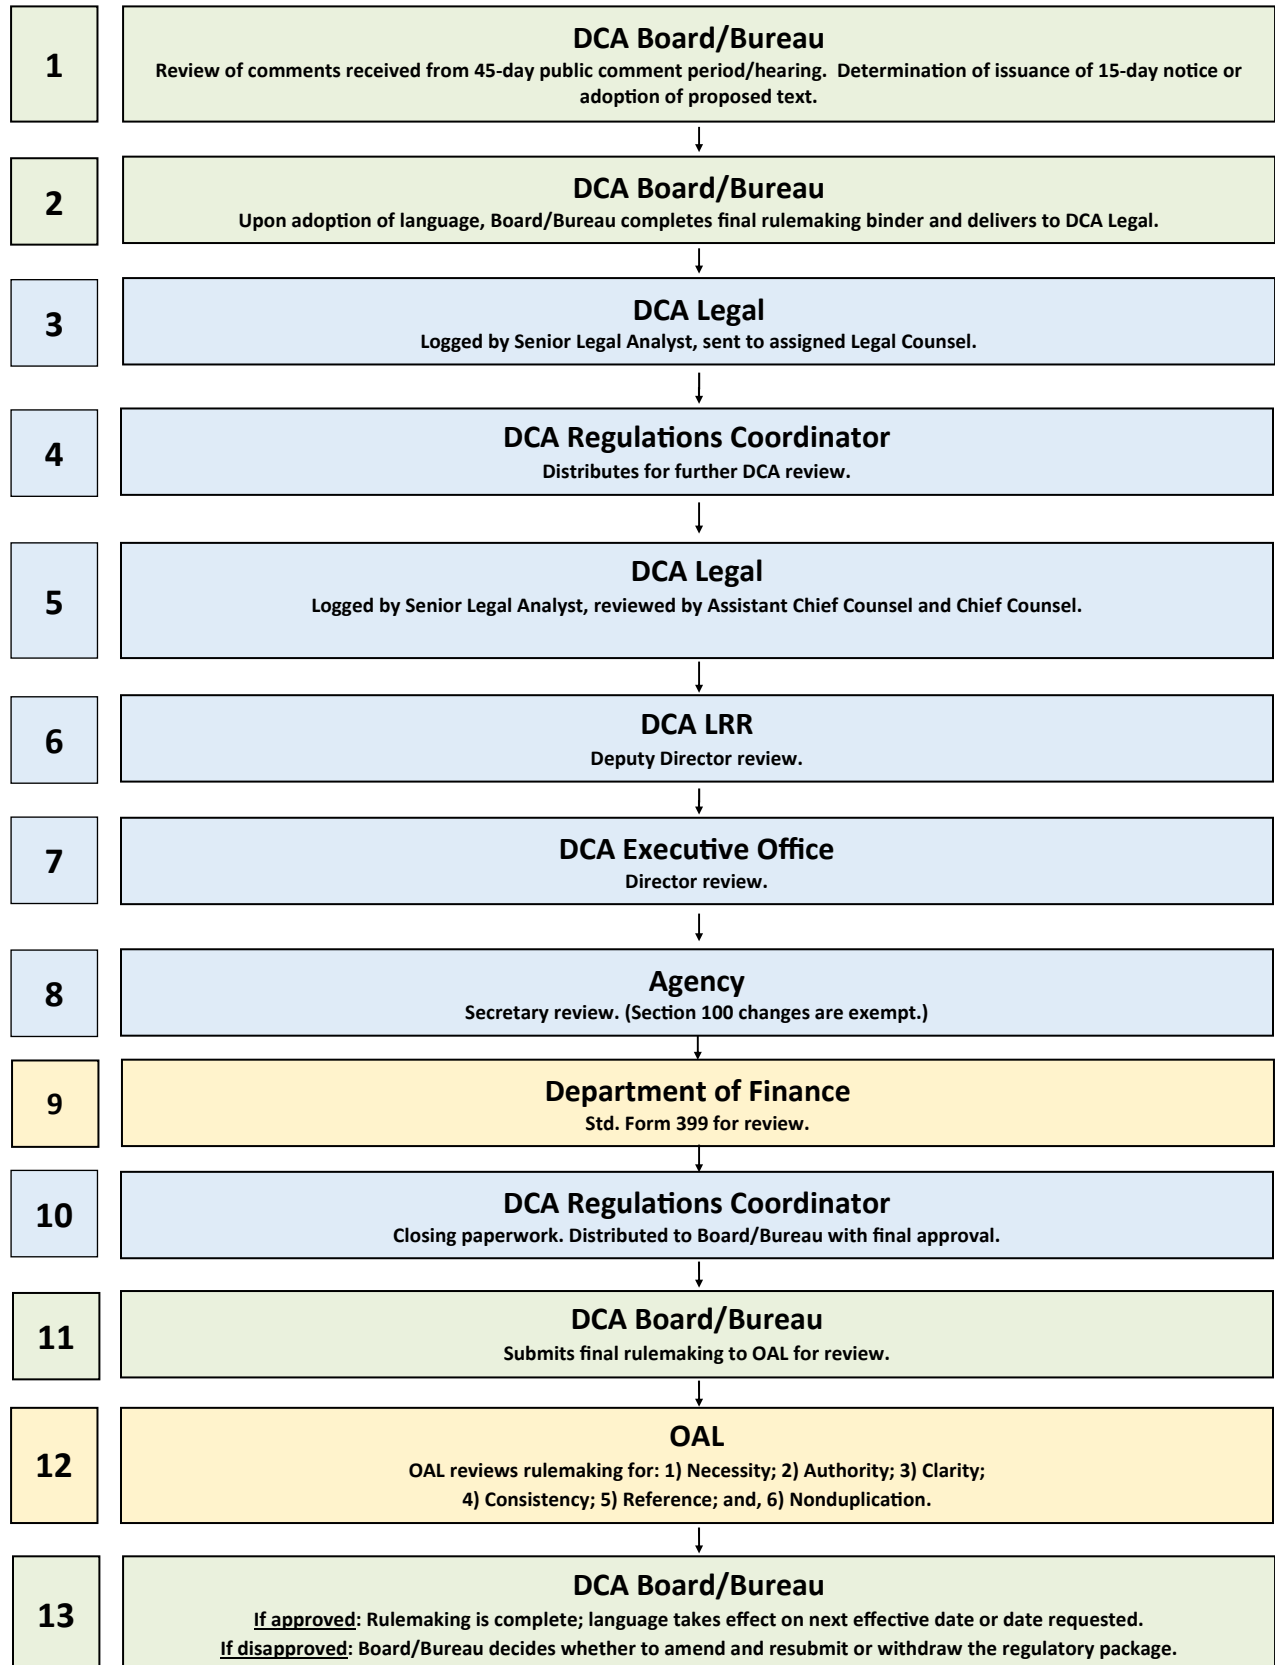 1
DCA Board/Bureau
Review of comments received from 45-day public comment period/hearing.  Determination of issuance of 15-day notice or
adoption of proposed text.
2
DCA Board/Bureau
Upon adoption of language, Board/Bureau completes final rulemaking binder and delivers to DCA Legal.
3
DCA Legal
Logged by Senior Legal Analyst, sent to assigned Legal Counsel.
4
DCA Regulations Coordinator
Distributes for further DCA review.
5
DCA Legal
Logged by Senior Legal Analyst, reviewed by Assistant Chief Counsel and Chief Counsel.
6
DCA LRR
Deputy Director review.
7
DCA Executive Office
Director review.
8
Agency
Secretary review. (Section 100 changes are exempt.)
9
Department of Finance
Std. Form 399 for review.
10
DCA Regulations Coordinator
Closing paperwork. Distributed to Board/Bureau with final approval.
11
DCA Board/Bureau
Submits final rulemaking to OAL for review.
12
OAL
OAL reviews rulemaking for: 1) Necessity; 2) Authority; 3) Clarity;
4) Consistency; 5) Reference; and, 6) Nonduplication.
13
DCA Board/Bureau
If approved: Rulemaking is complete; language takes effect on next effective date or date requested.
If disapproved: Board/Bureau decides whether to amend and resubmit or withdraw the regulatory package.